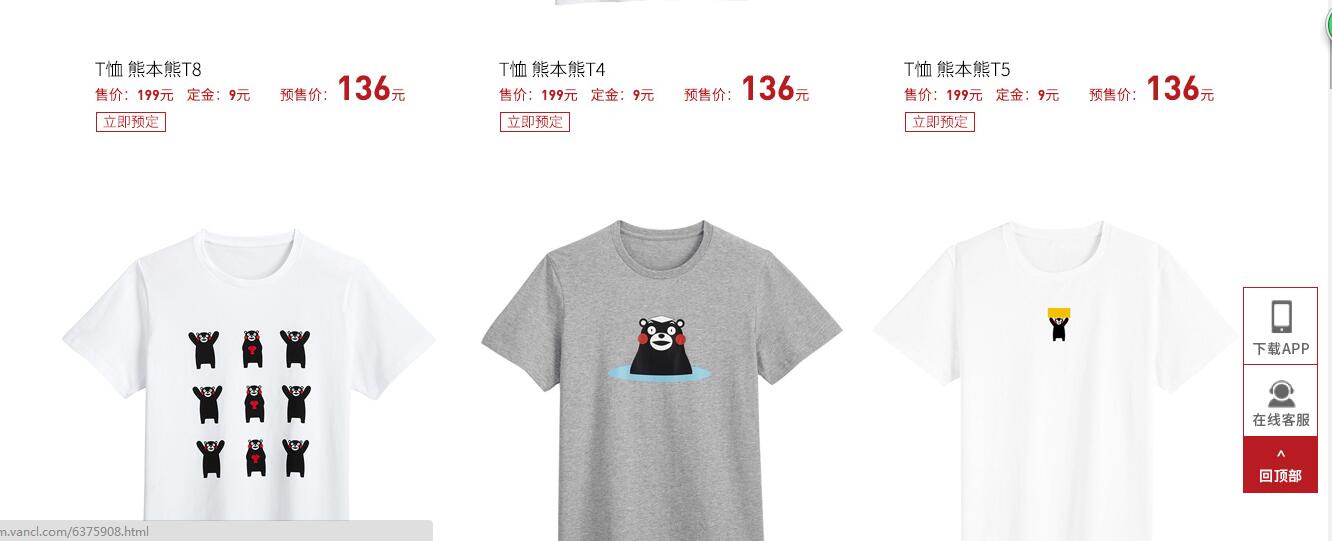 T恤 熊本熊T8
售价：199元 定金：9元 预售价：136元
立即预定
T恤 熊本熊T4
售价：199元 定金：9元 预售价：136元
立即预定
T恤 熊本熊T5
售价：199元 定金：9元 预售价：136元
立即预定
下载APP
在线客服
^
回顶部
m.vancl.com/6375908.html